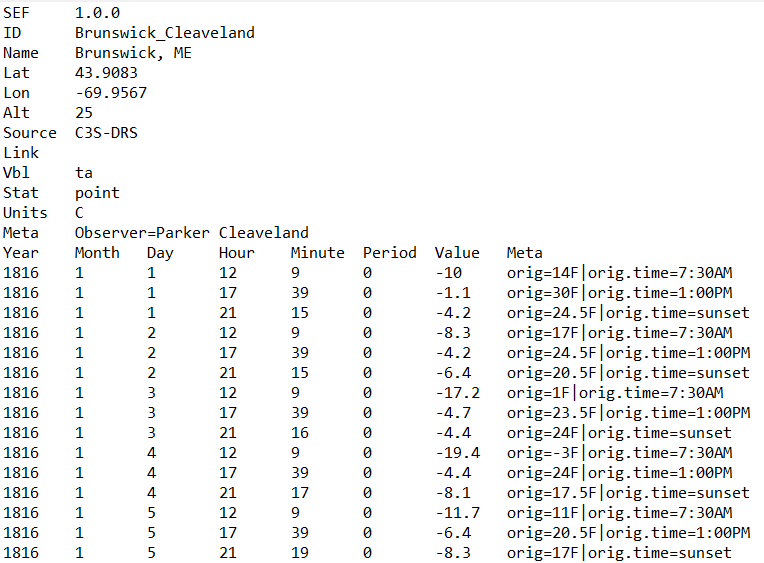 SEF	1.0.0
ID	Brunswick_Cleaveland
Name	Brunswick, ME
Lat	43.9083
Lon	-69.9567
Alt	25
Source	C3S-DRS
Link
Vbl	ta
Stat	point
Units	C
Meta	Observer=Parker Cleaveland
Year	Month	Day	Hour	Minute	Period	Value	Meta
1816	1	1	12	9	0	-10	orig=14F|orig.time=7:30AM
1816	1	1	17	39	0	-1.1	orig=30F|orig.time=1:00PM
1816	1	1	21	15	0	-4.2	orig=24.5F|orig.time=sunset
1816	1	2	12	9	0	-8.3	orig=17F|orig.time=7:30AM
1816	1	2	17	39	0	-4.2	orig=24.5F|orig.time=1:00PM
1816	1	2	21	15	0	-6.4	orig=20.5F|orig.time=sunset
1816	1	3	12	9	0	-17.2	orig=1F|orig.time=7:30AM
1816	1	3	17	39	0	-4.7	orig=23.5F|orig.time=1:00PM
1816	1	3	21	16	0	-4.4	orig=24F|orig.time=sunset
1816	1	4	12	9	0	-19.4	orig=-3F|orig.time=7:30AM
1816	1	4	17	39	0	-4.4	orig=24F|orig.time=1:00PM
1816	1	4	21	17	0	-8.1	orig=17.5F|orig.time=sunset
1816	1	5	12	9	0	-11.7	orig=11F|orig.time=7:30AM
1816	1	5	17	39	0	-6.4	orig=20.5F|orig.time=1:00PM
1816	1	5	21	19	0	-8.3	orig=17F|orig.time=sunset